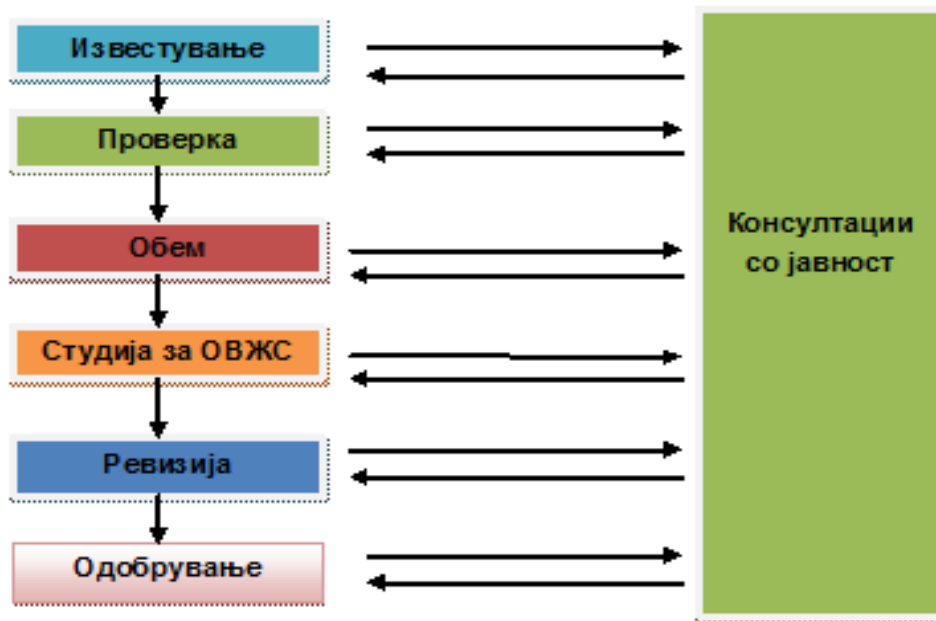 Известување
Проверка
Обем
Студија за ОВЖС
Ревизија
Одобрување
Консултации
со јавност